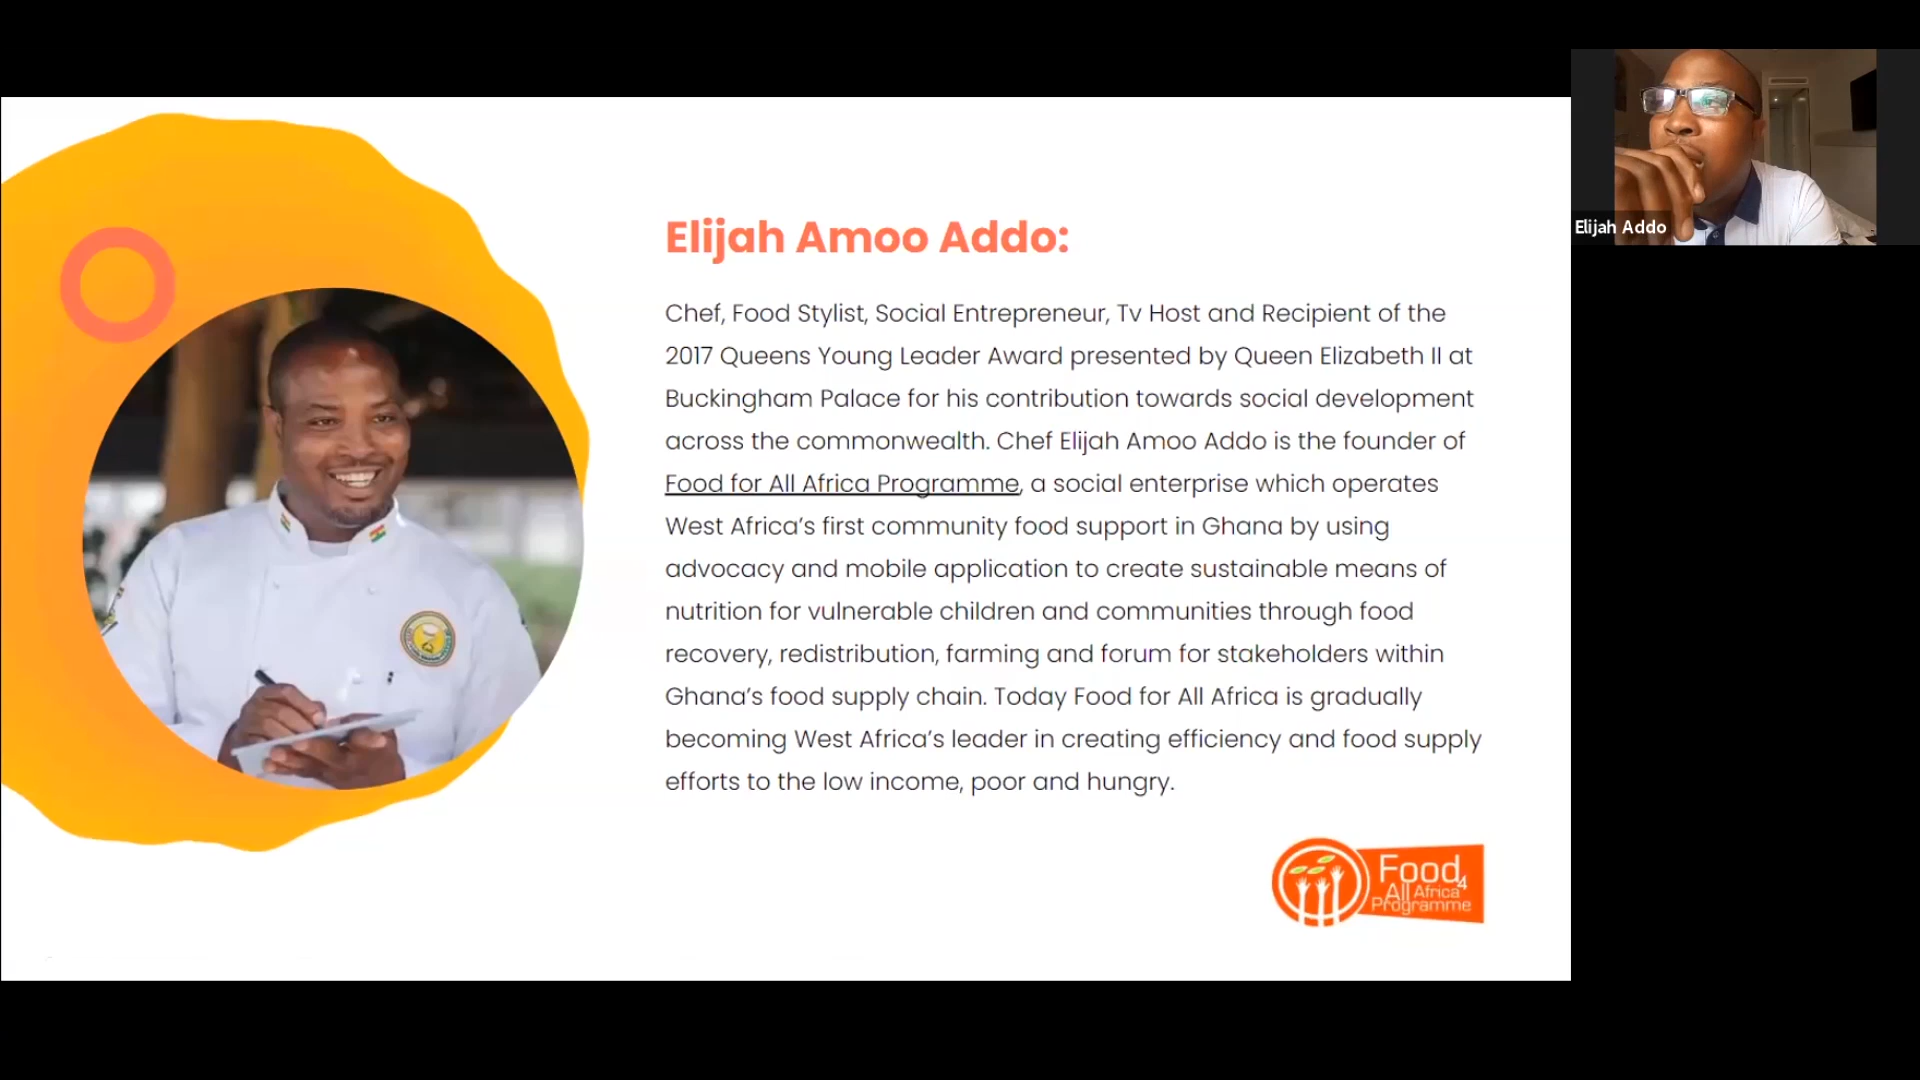 Elijah Amoo Addo:
Chef, Food Stylist, Social Entrepreneur, Tv Host and Recipient of the
2017 Queens Young Leader Award presented by Queen Elizabeth II at
Buckingham Palace for his contribution towards social development
across the commonwealth. Chef Elijah Amoo Addo is the founder of
Food for All Africa Programme, a social enterprise which operates
West Africa’s first community food support in Ghana by using
advocacy and mobile application to create sustainable means of
nutrition for vulnerable children and communities through food
recovery, redistribution, farming and forum for stakeholders within
Ghana’s food supply chain. Today Food for All Africa is gradually
becoming West Africa’s leader in creating efficiency and food supply
efforts to the low income, poor and hungry.
Food 4
All Africa
Programme
Elijah Addo